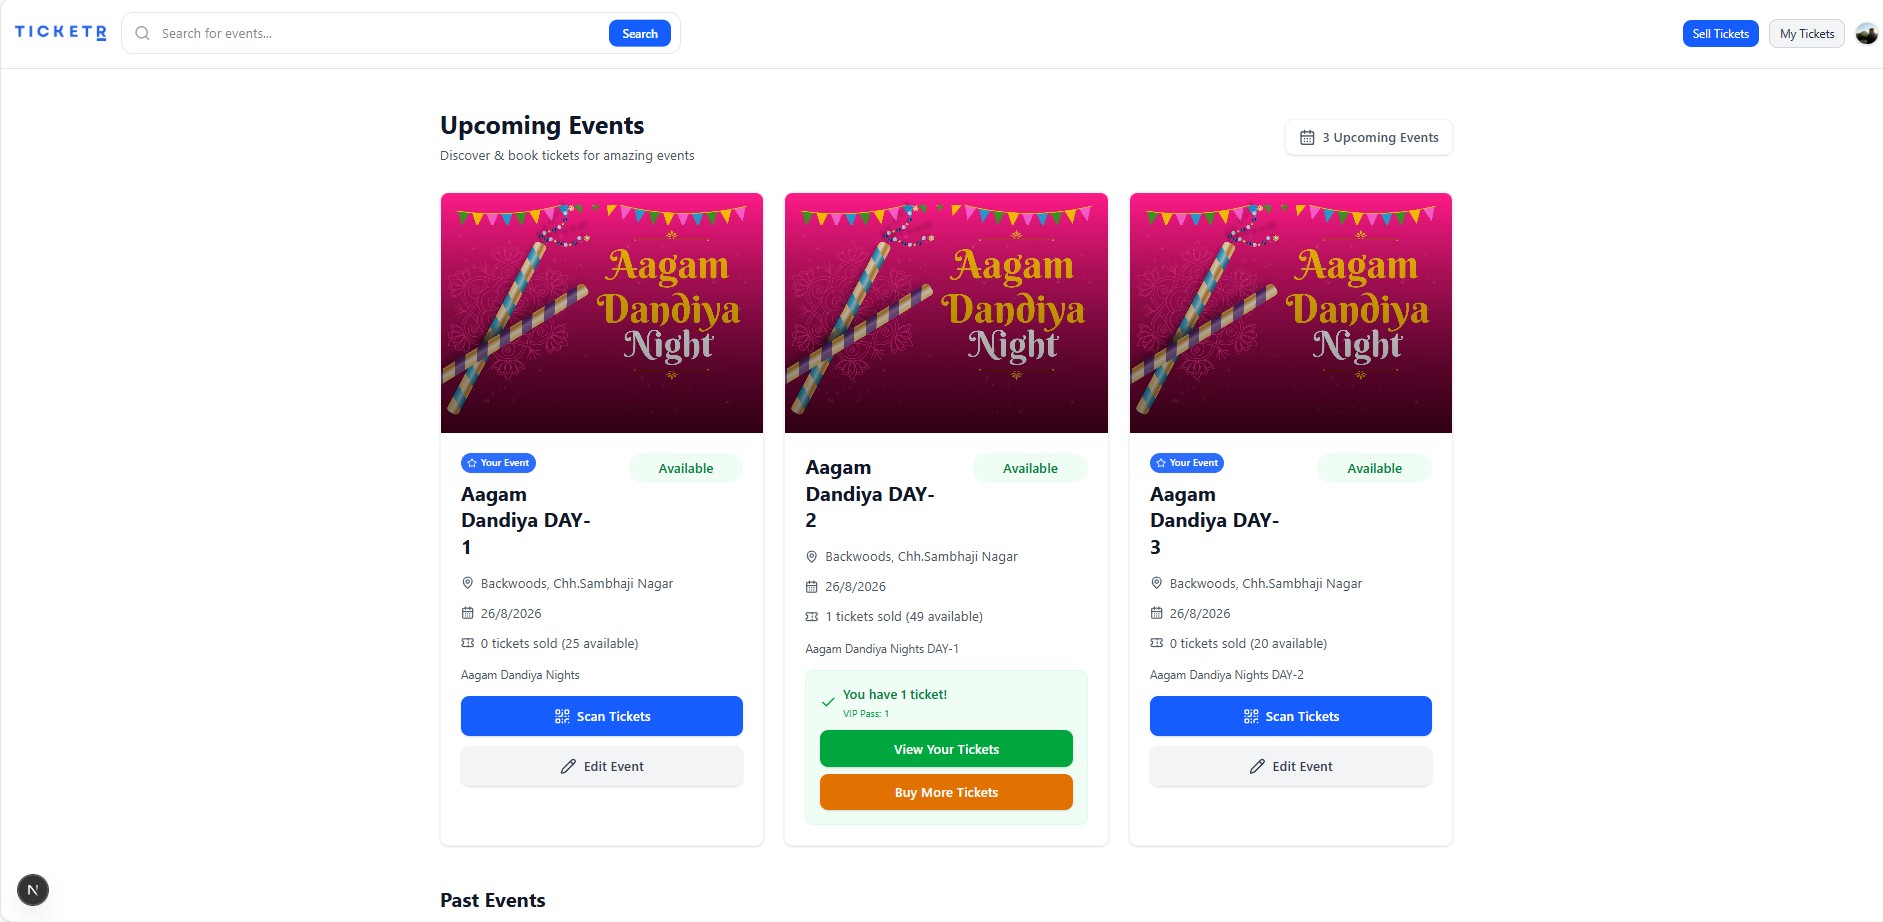 TICKETR
Search for events...
Search
Sell Tickets
My Tickets
Upcoming Events
Discover & book tickets for amazing events
3 Upcoming Events
Aagam
Dandiya
Night
Your Event
Available
Aagam
Dandiya DAY-
1
Backwoods, Chh.Sambhaji Nagar
26/8/2026
0 tickets sold (25 available)
Aagam Dandiya Nights
Scan Tickets
Edit Event
Aagam
Dandiya
Night
Aagam
Dandiya DAY-
2
Available
Backwoods, Chh.Sambhaji Nagar
26/8/2026
1 tickets sold (49 available)
Aagam Dandiya Nights DAY-1
You have 1 ticket!
VIP Pass: 1
View Your Tickets
Buy More Tickets
Aagam
Dandiya
Night
Your Event
Available
Aagam
Dandiya DAY-
3
Backwoods, Chh.Sambhaji Nagar
26/8/2026
0 tickets sold (20 available)
Aagam Dandiya Nights DAY-2
Scan Tickets
Edit Event
N
Past Events